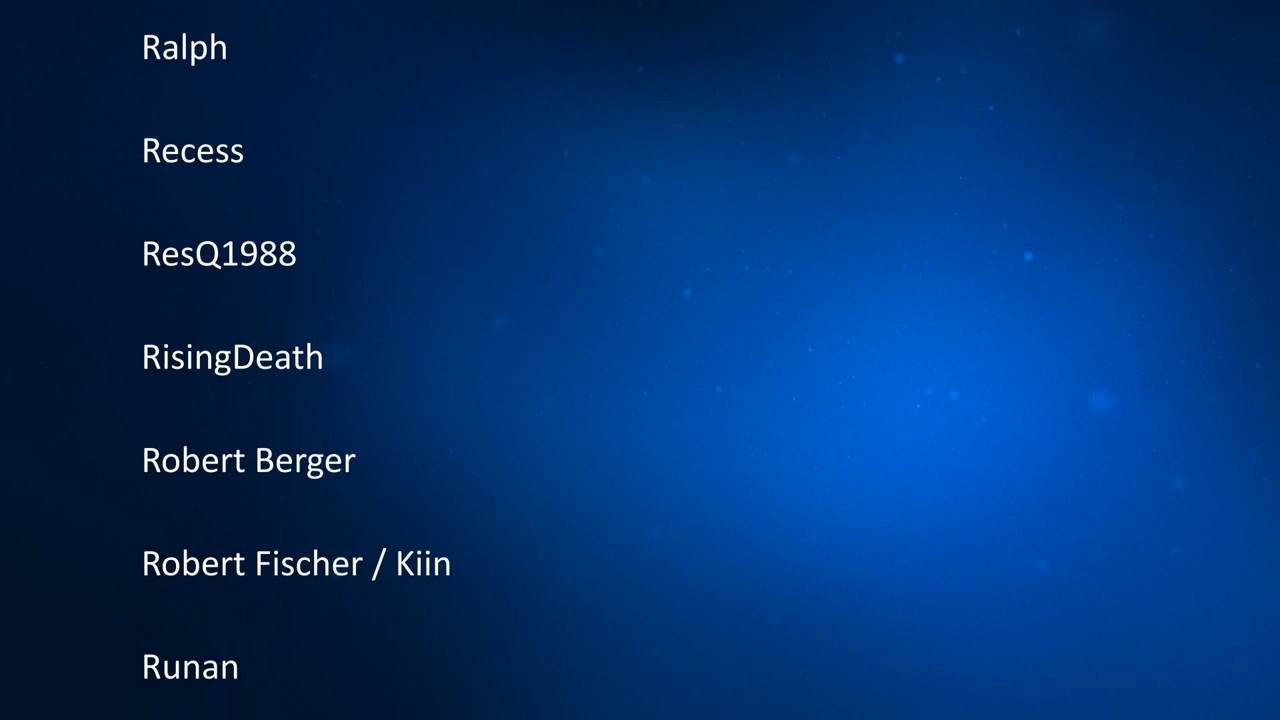 Ralph
Recess
ResQ1988
RisingDeath
Robert Berger
Robert Fischer / Kiin
Runan